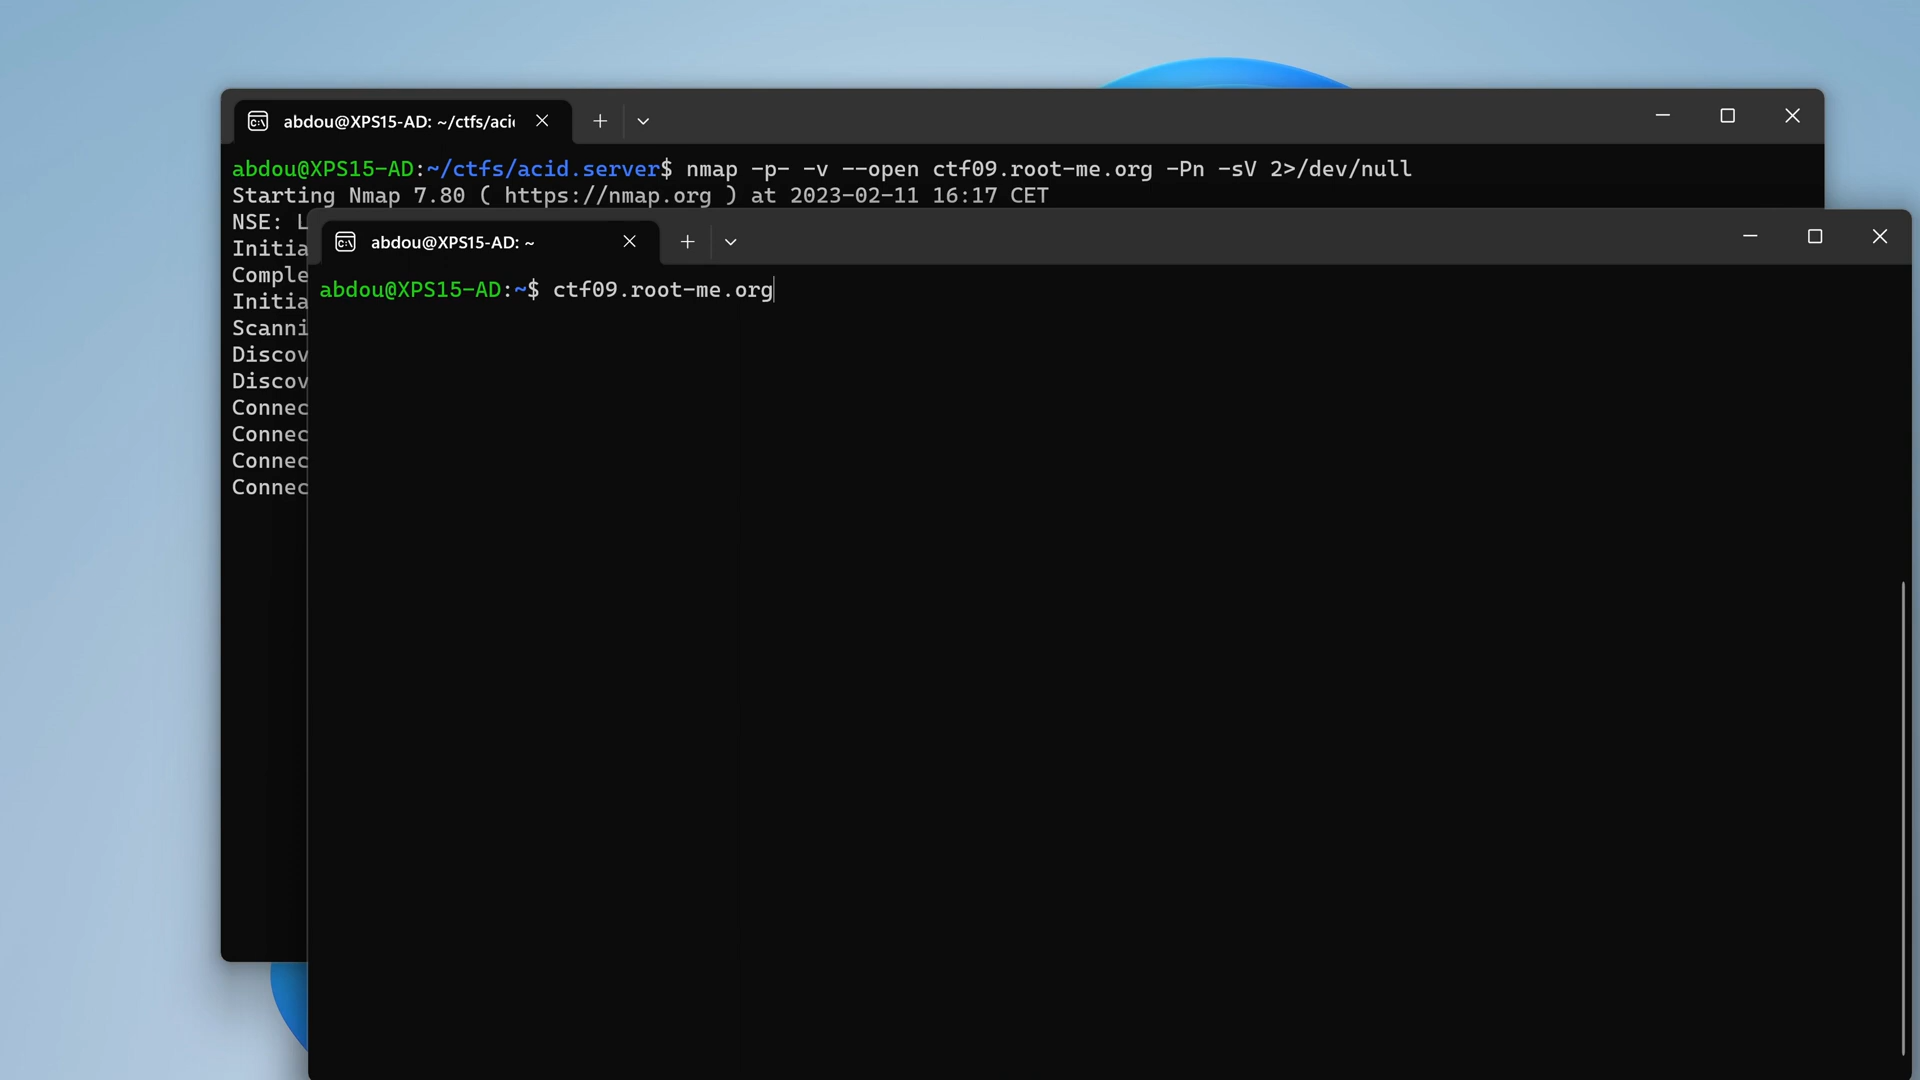 abdou@XPS15-AD: ~/ctfs/aci
abdou@XPS15-AD:~/ctfs/acid.server$ nmap -p- -v --open ctf09.root-me.org -Pn -sV 2>/dev/null
Starting Nmap 7.80 ( https://nmap.org ) at 2023-02-11 16:17 CET
NSE: L
Initia
Comple
Initia
Scanni
Discov
Discov
Connec
Connec
Connec
Connec
abdou@XPS15-AD: ~
abdou@XPS15-AD:~$ ctf09.root-me.org